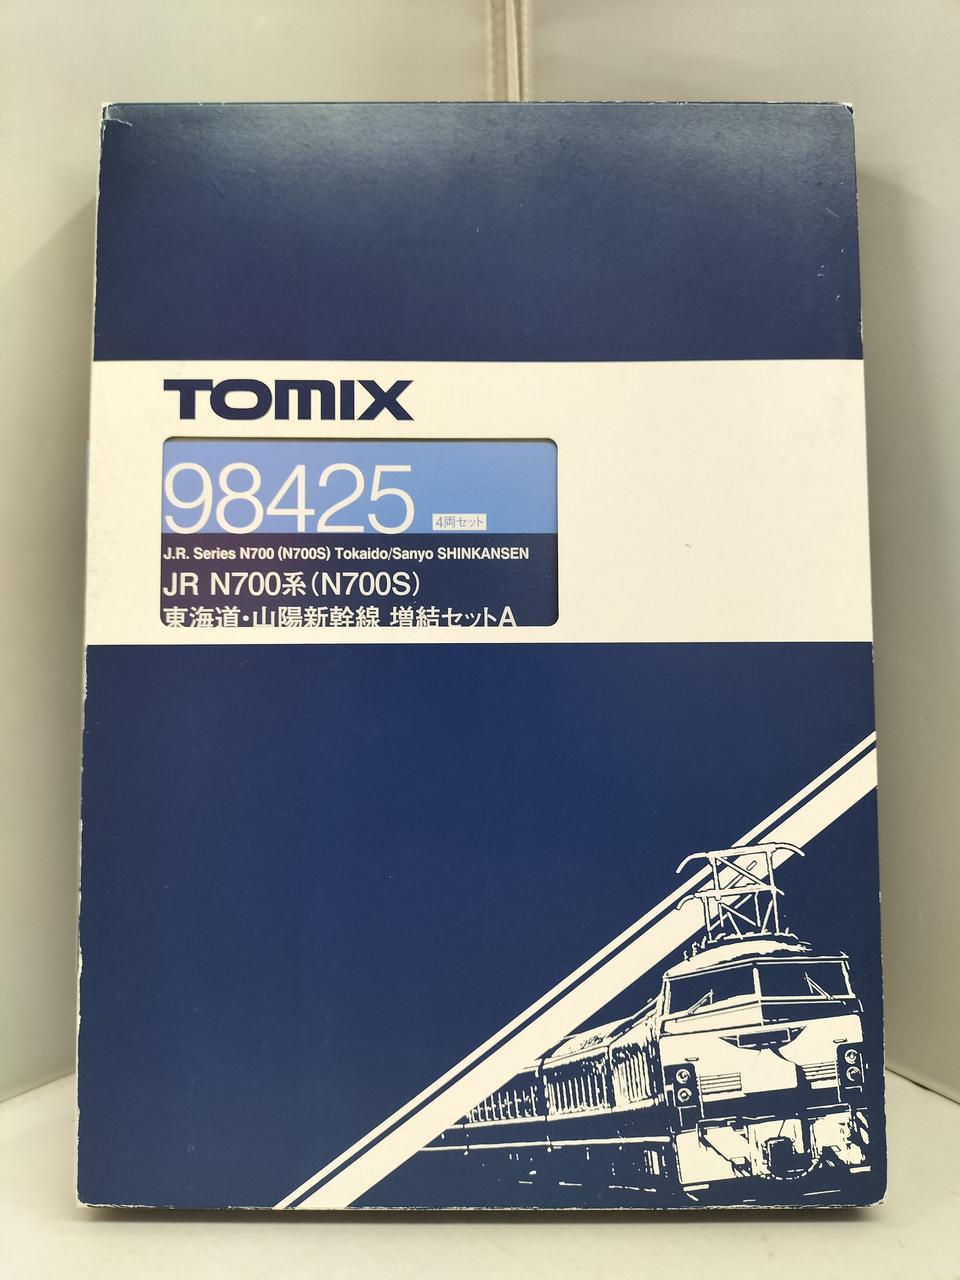 TOMIX
98425 4両セット
J.R. Series N700 (N700S) Tokaido/Sanyo SHINKANSEN
JR N700系(N700S)
東海道・山陽新幹線 増結セットA